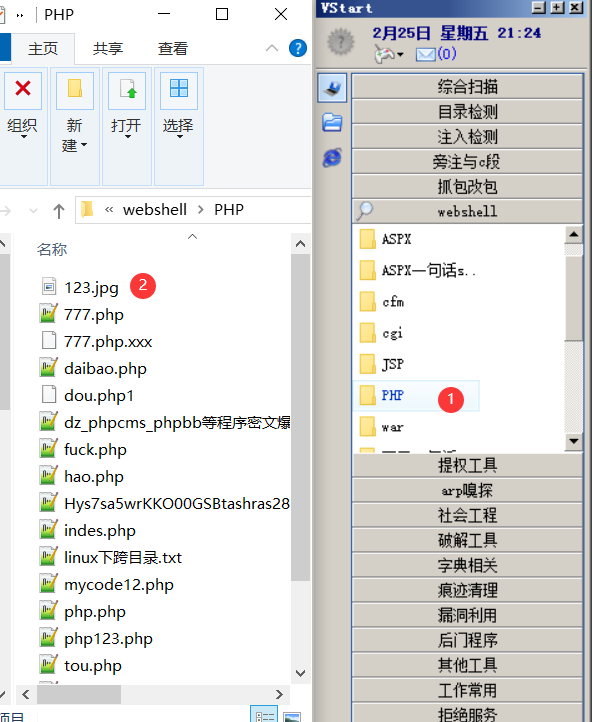 PHP
主页
共享
查看
组织
新建
打开
选择
« webshell > PHP
名称
123.jpg
2
777.php
777.php.xxx
daibao.php
dou.php1
dz_phpcms_phpbb等程序密文爆
fuck.php
hao.php
Hys7sa5wrKKO00GSBtashras28
indes.php
linux下跨目录.txt
mycode12.php
php.php
php123.php
tou.php
项目
VStart
2月25日 星期五 21:24
(0)
综合扫描
目录检测
注入检测
旁注与c段
抓包改包
webshell
ASPX
ASPX一句话s..
cfm
cgi
JSP
PHP
1
war
提权工具
arp嗅探
社会工程
破解工具
字典相关
痕迹清理
漏洞利用
后门程序
其他工具
工作常用
拒绝服务